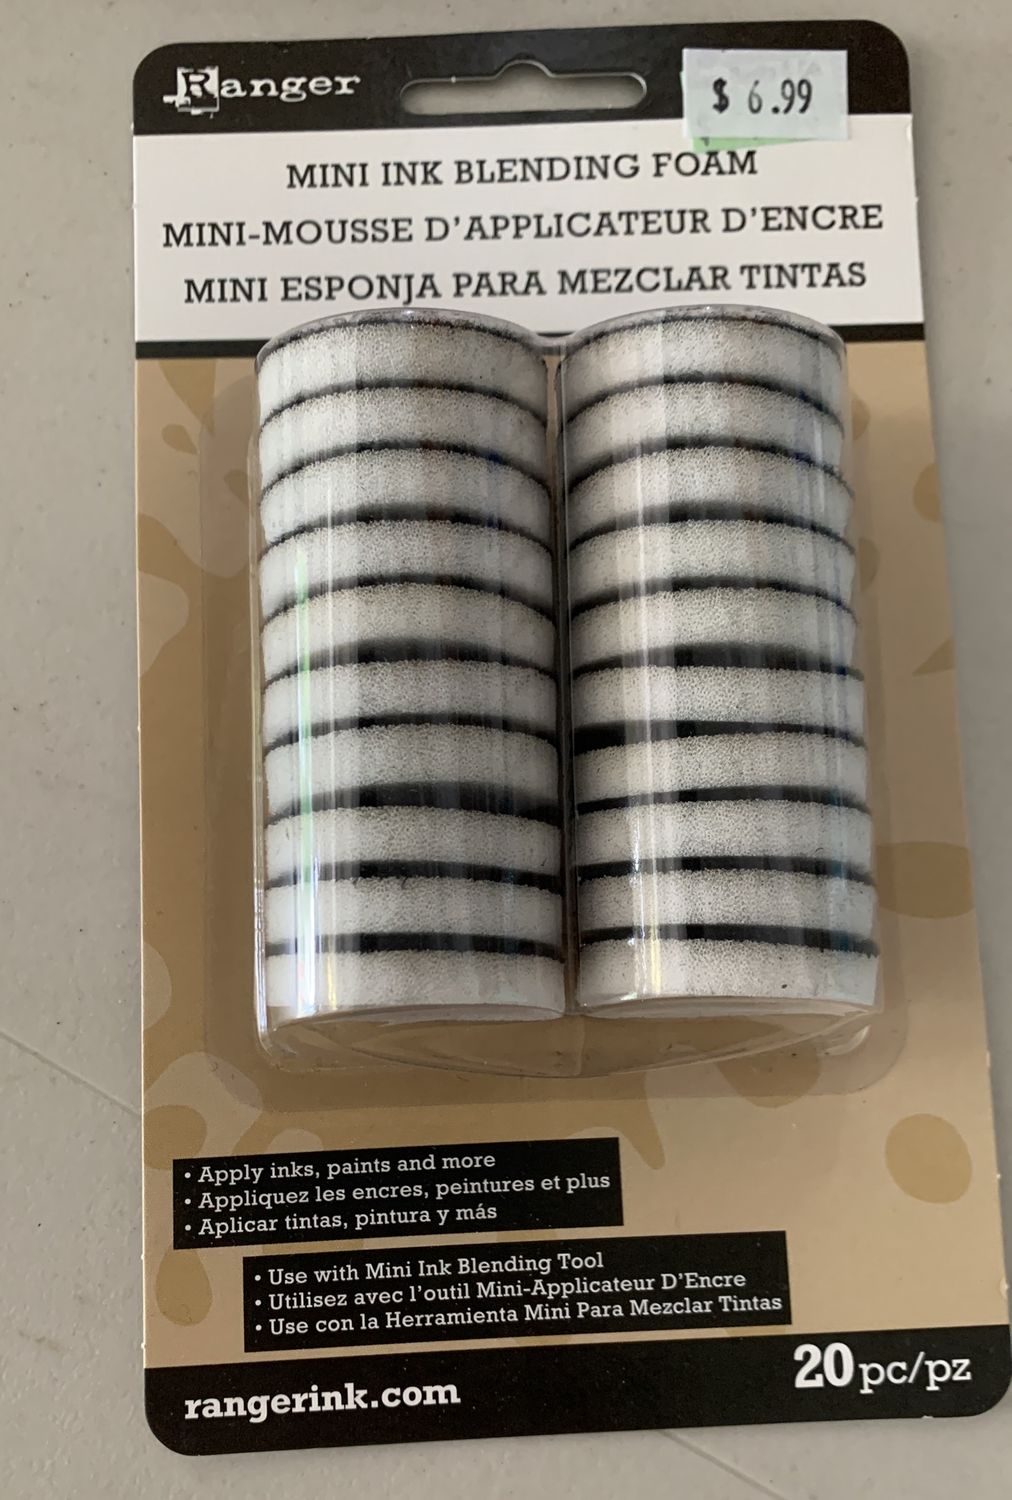 Ranger
$ 6.99
MINI INK BLENDING FOAM
MINI-MOUSSE D'APPLICATEUR D'ENCRE
MINI ESPONJA PARA MEZCLAR TINTAS
• Apply inks, paints and more
• Appliquez les encres, peintures et plus
• Aplicar tintas, pintura y más
• Use with Mini Ink Blending Tool
• Utilisez avec l'outil Mini-Applicateur D'Encre
• Use con la Herramienta Mini Para Mezclar Tintas
rangerink.com
20 pc/pz